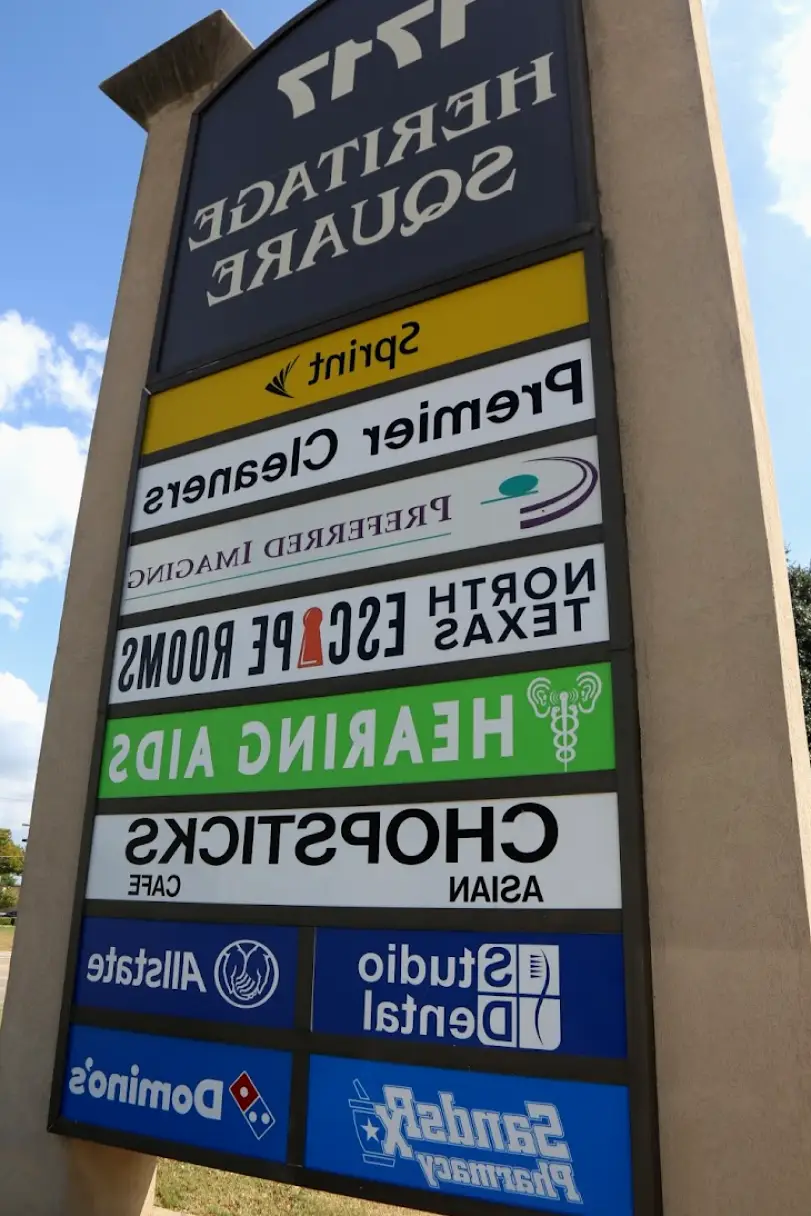 1717
HERITAGE
SQUARE
Sprint
Premier Cleaners
PREFERRED IMAGING
NORTH
TEXAS
ESCAPE ROOMS
HEARING AIDS
CHOPSTICKS
ASIAN CAFE
Studio
Dental
Allstate
SandsRx
Pharmacy
Domino's